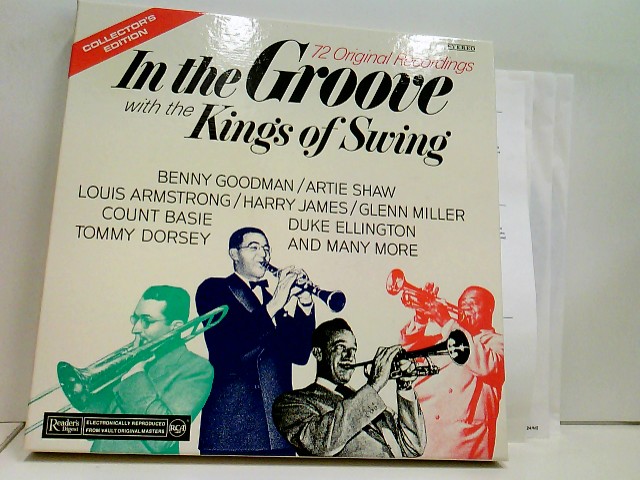 COLLECTOR'S
EDITION
STEREO
72 Original Recordings
In the Groove
with the Kings of Swing
BENNY GOODMAN / ARTIE SHAW
LOUIS ARMSTRONG / HARRY JAMES / GLENN MILLER
COUNT BASIE
DUKE ELLINGTON
TOMMY DORSEY
AND MANY MORE
Reader's
Digest
ELECTRONICALLY REPRODUCED
FROM VAULT ORIGINAL MASTERS
RCA